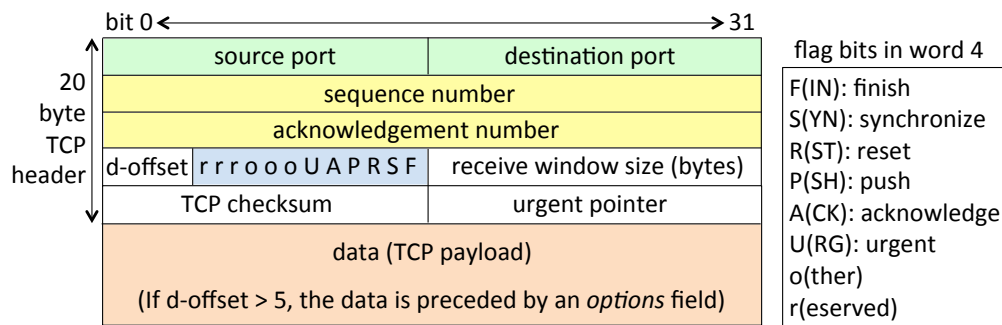 bit 0 31
20
byte
TCP
header
source port destination port
sequence number
acknowledgement number
d-offset r r r o o o U A P R S F receive window size (bytes)
TCP checksum urgent pointer
data (TCP payload)
(If d-offset > 5, the data is preceded by an options field)
flag bits in word 4
F(IN): finish
S(YN): synchronize
R(ST): reset
P(SH): push
A(CK): acknowledge
U(RG): urgent
o(ther)
r(eserved)